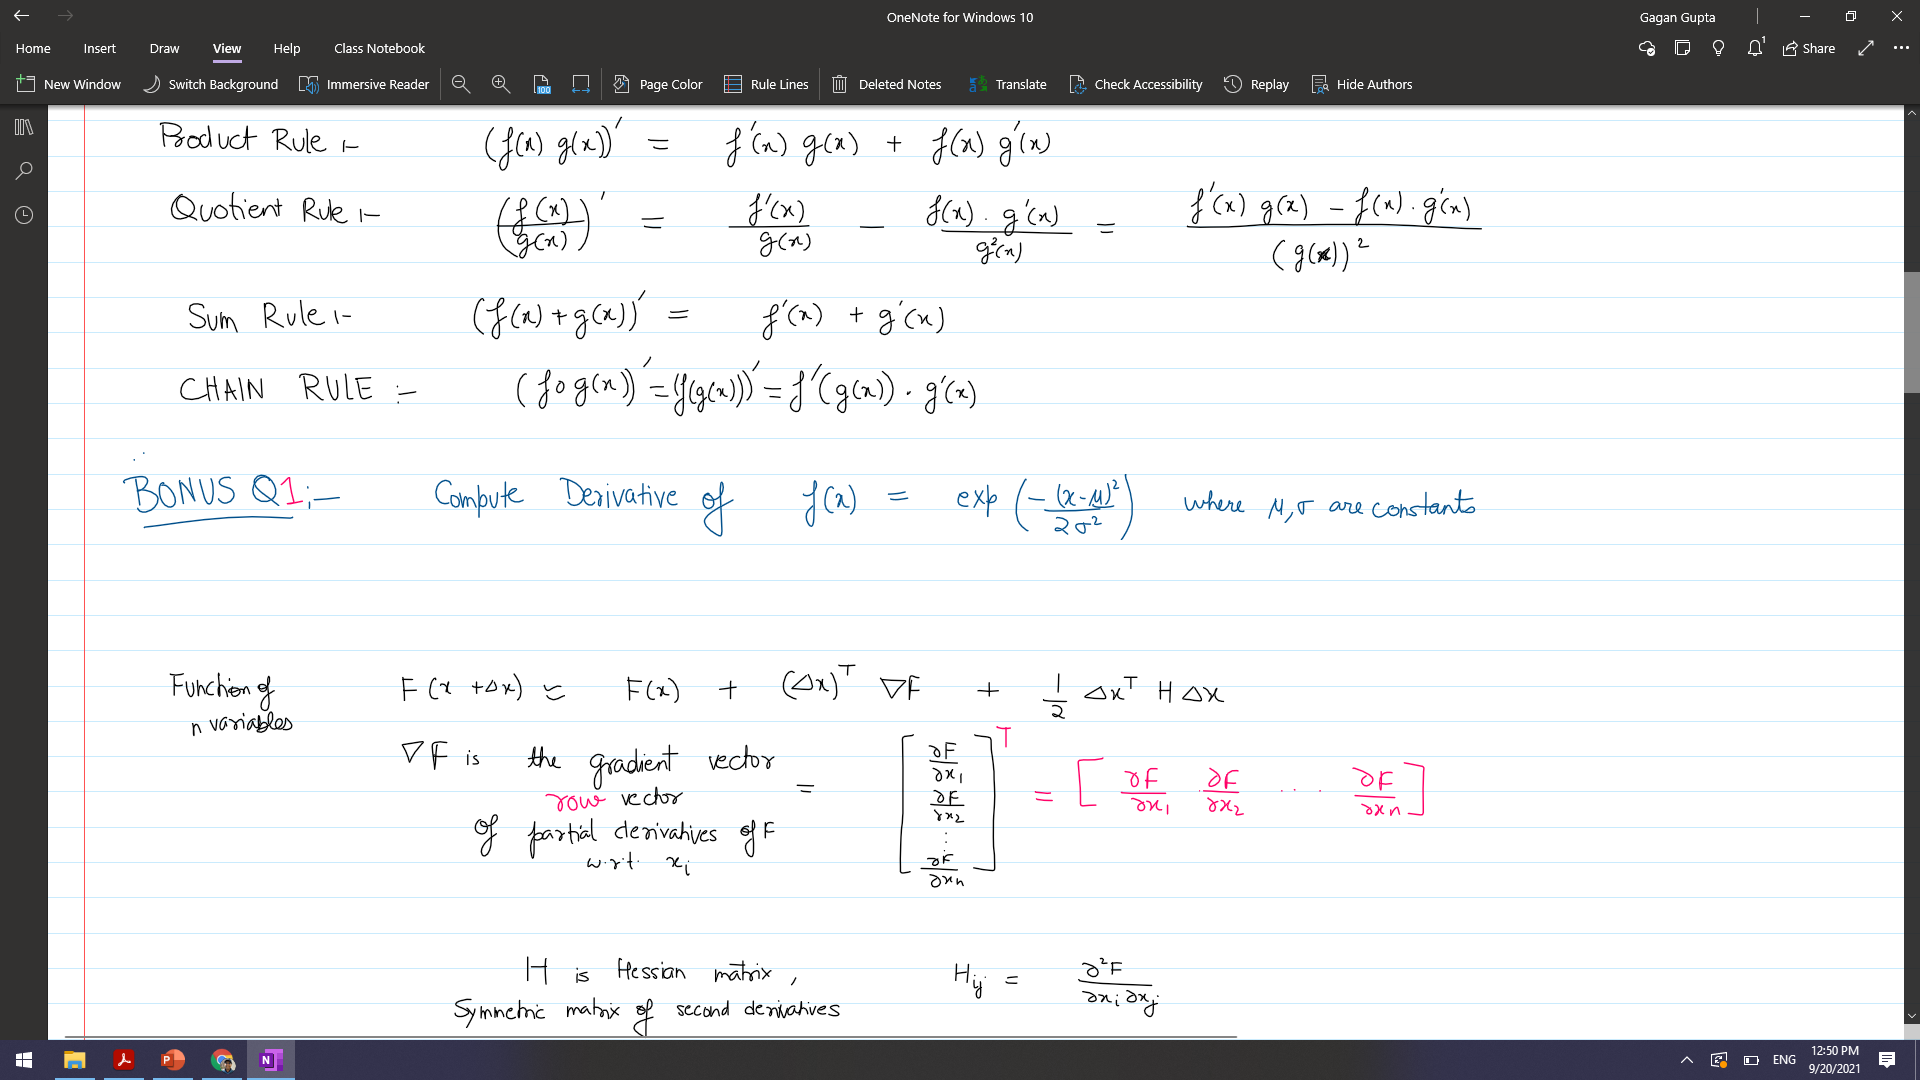 OneNote for Windows 10
Gagan Gupta
Home Insert Draw View Help Class Notebook
1 Share
New Window Switch Background Immersive Reader 100 Page Color Rule Lines Deleted Notes Translate Check Accessibility Replay Hide Authors
Product Rule :- (f(x) g(x))' = f'(x) g(x) + f(x) g'(x)
Quotient Rule :- (f(x)/g(x))' = f'(x)/g(x) - f(x) . g'(x)/g²(x) = f'(x) g(x) - f(x) . g'(x)/(g(x))²
Sum Rule :- (f(x) + g(x))' = f'(x) + g'(x)
CHAIN RULE :- (f o g(x))' = (f(g(x)))' = f'(g(x)) . g'(x)
BONUS Q1 :- Compute Derivative of f(x) = exp (-(x-μ)²/2σ²) where μ, σ are constants
Function of n variables F(x + Δx) ≃ F(x) + (Δx)ᵀ ∇F + 1/2 Δxᵀ H Δx
∇F is the gradient vector
row vector
of partial derivatives of F
w.r.t. xᵢ
= [∂F/∂x₁ ∂F/∂x₂ ⋮ ∂F/∂xₙ]ᵀ = [∂F/∂x₁ ∂F/∂x₂ .... ∂F/∂xₙ]
H is Hessian matrix, Hᵢⱼ = ∂²F/∂xᵢ ∂xⱼ
Symmetric matrix of second derivatives
P N ENG 12:50 PM
9/20/2021